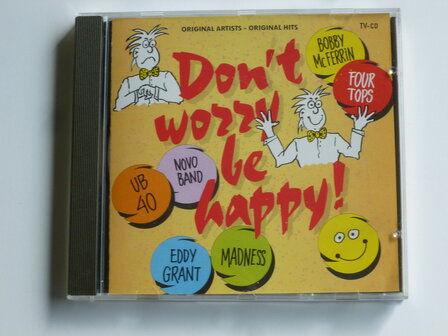 ORIGINAL ARTISTS - ORIGINAL HITS
TV-CD
Don't
worry
be
happy!
BOBBY
McFERRIN
FOUR
TOPS
UB
40
NOVO
BAND
EDDY
GRANT
MADNESS